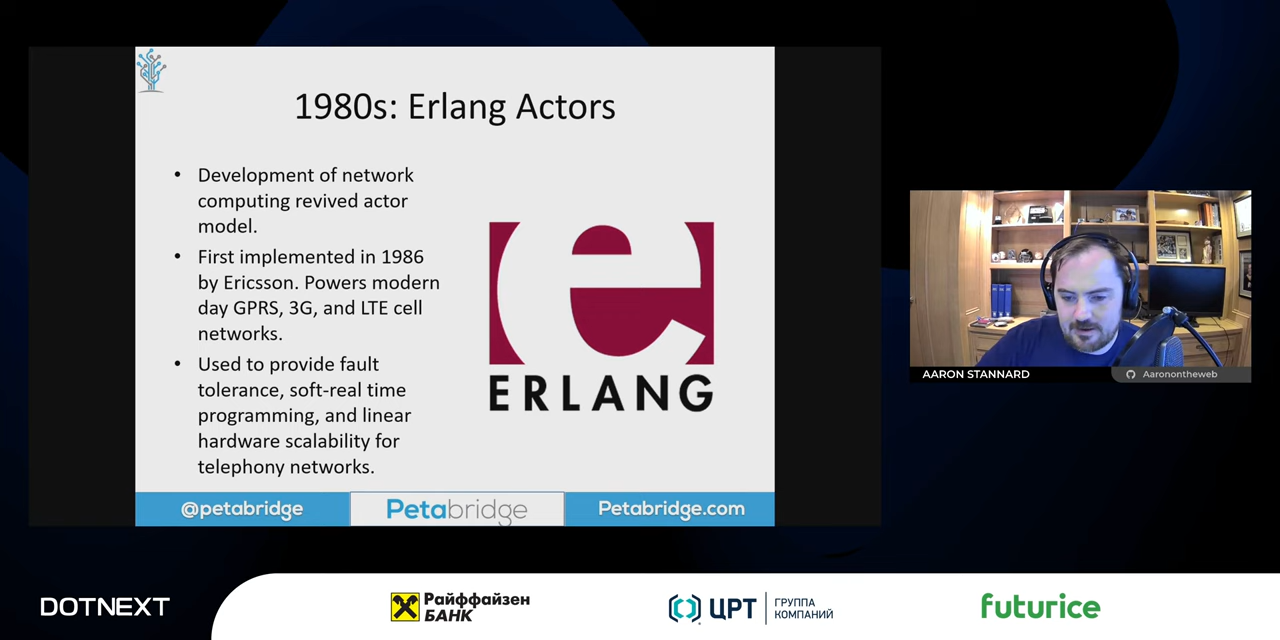 1980s: Erlang Actors
• Development of network
computing revived actor
model.
• First implemented in 1986
by Ericsson. Powers modern
day GPRS, 3G, and LTE cell
networks.
• Used to provide fault
tolerance, soft-real time
programming, and linear
hardware scalability for
telephony networks.
e
ERLANG
@petabridge
Petabridge
Petabridge.com
AARON STANNARD
Aaronontheweb
DOTNEXT
Райффайзен
БАНК
ЦРТ
ГРУППА
КОМПАНИЙ
futurice